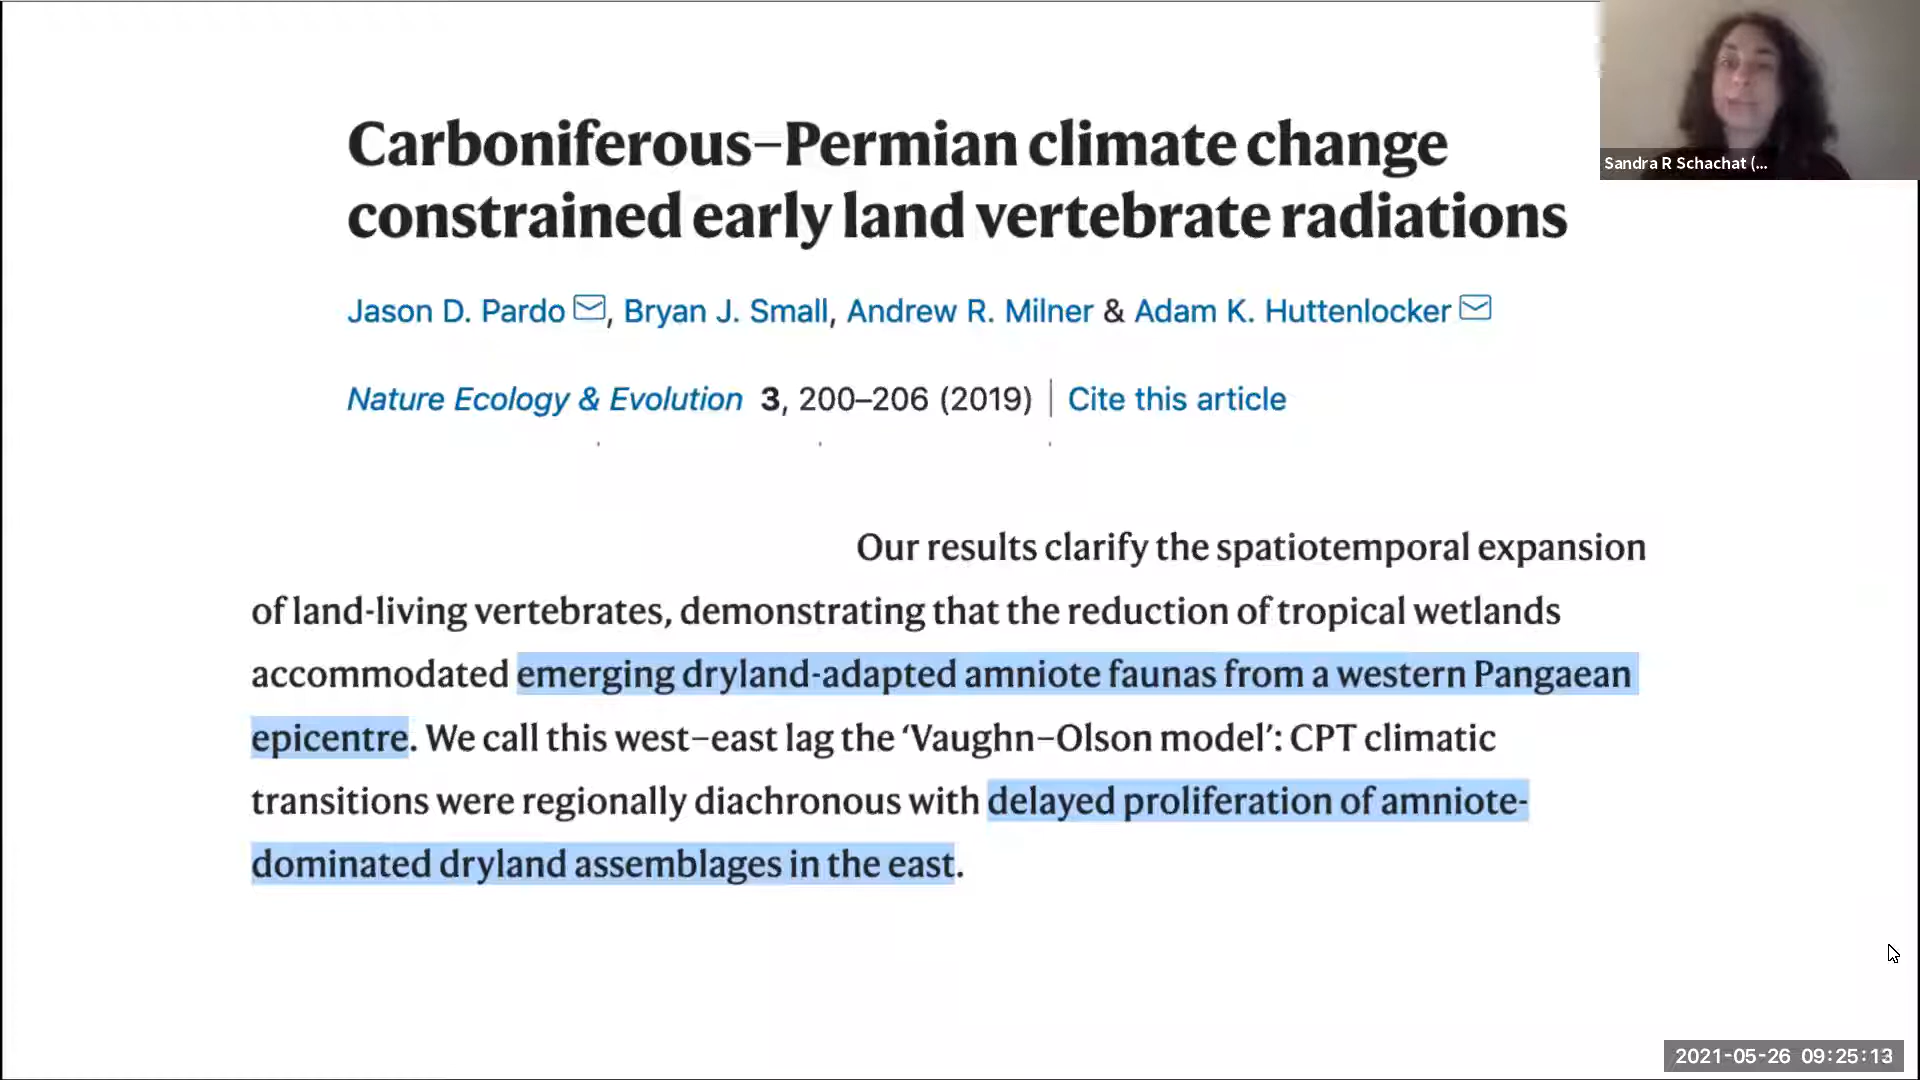 Carboniferous–Permian climate change
constrained early land vertebrate radiations
Sandra R Schachat (...
Jason D. Pardo, Bryan J. Small, Andrew R. Milner & Adam K. Huttenlocker
Nature Ecology & Evolution 3, 200–206 (2019) | Cite this article
Our results clarify the spatiotemporal expansion
of land-living vertebrates, demonstrating that the reduction of tropical wetlands
accommodated emerging dryland-adapted amniote faunas from a western Pangaean
epicentre. We call this west–east lag the ‘Vaughn–Olson model’: CPT climatic
transitions were regionally diachronous with delayed proliferation of amniote-
dominated dryland assemblages in the east.
2021-05-26 09:25:13